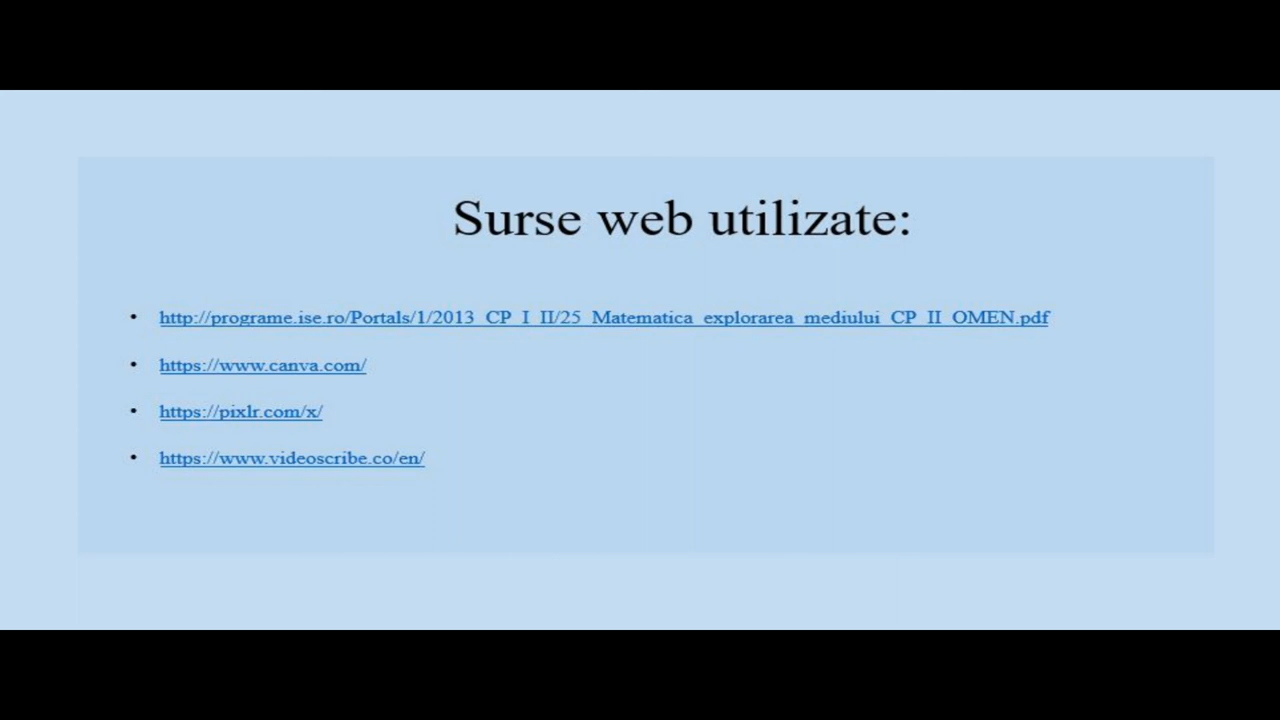 Surse web utilizate:
• http://programe.ise.ro/Portals/1/2013_CP_I_II/25_Matematica_explorarea_mediului_CP_II_OMEN.pdf
• https://www.canva.com/
• https://pixlr.com/x/
• https://www.videoscribe.co/en/